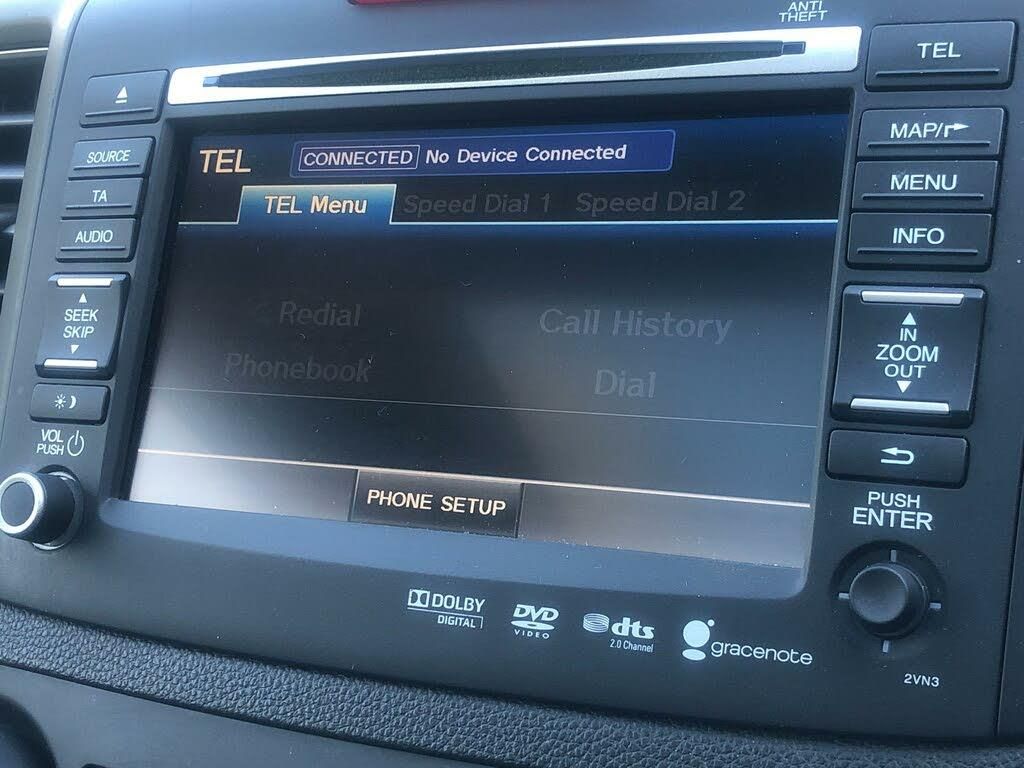 ANTI
THEFT
TEL
MAP/
MENU
INFO
IN
ZOOM
OUT
PUSH
ENTER
2VN3
SOURCE
TA
AUDIO
SEEK
SKIP
VOL
PUSH
TEL
CONNECTED No Device Connected
TEL Menu Speed Dial 1 Speed Dial 2
Redial Call History
Phonebook Dial
PHONE SETUP
DOLBY
DIGITAL
DVD
VIDEO
dts
2.0 Channel
gracenote